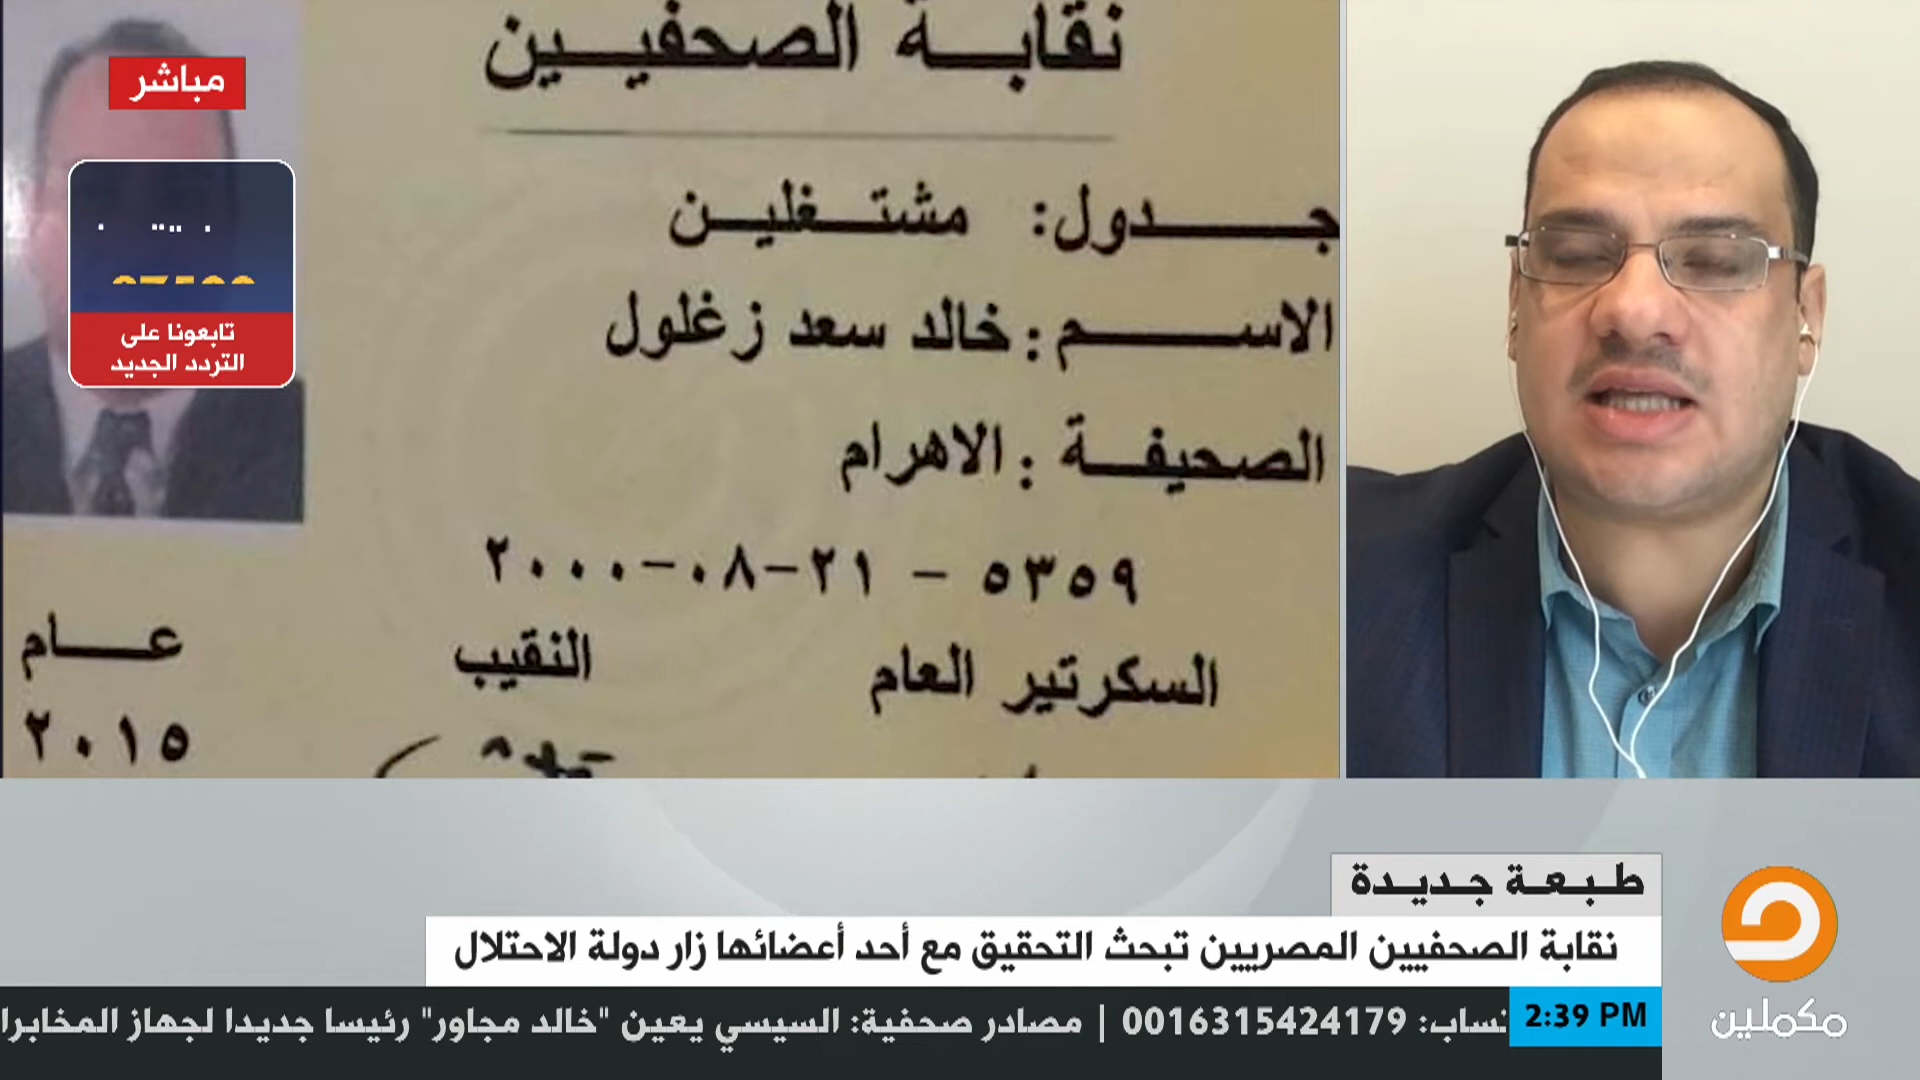 نقابة الصحفيين
مباشر
جدول: مشتغلين
الاسم: خالد سعد زغلول
الصحيفة: الاهرام
٥٣٥٩ - ٢١-٠٨-٢٠٠٠
السكرتير العام
النقيب
عام
٢٠١٥
تابعونا على
التردد الجديد
طبعة جديدة
نقابة الصحفيين المصريين تبحث التحقيق مع أحد أعضائها زار دولة الاحتلال
2:39 PM
0016315424179 | مصادر صحفية: السيسي يعين "خالد مجاور" رئيسا جديدا لجهاز
مكملين